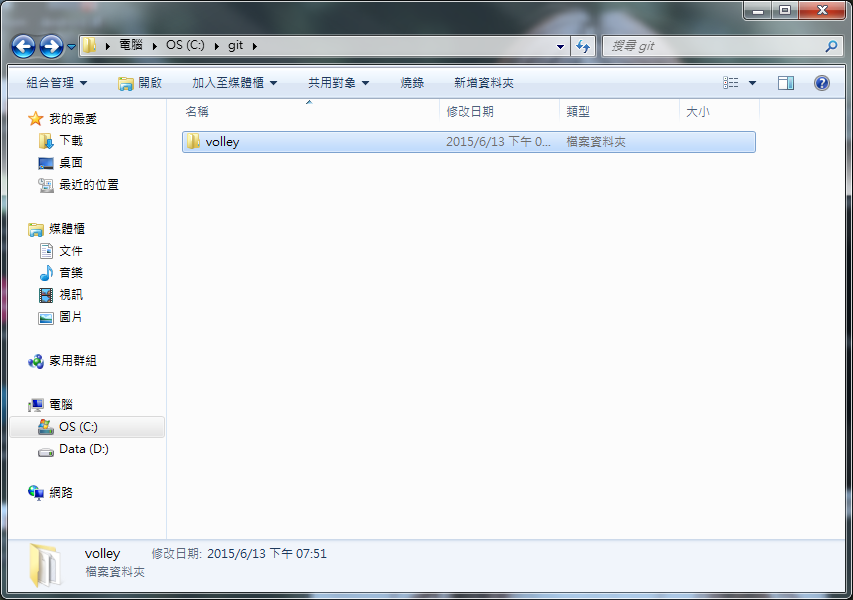 電腦 OS (C:) git 搜尋 git
組合管理 開啟 加入至媒體櫃 共用對象 燒錄 新增資料夾
名稱 修改日期 類型 大小
volley 2015/6/13 下午 0... 檔案資料夾
我的最愛
下載
桌面
最近的位置
媒體櫃
文件
音樂
視訊
圖片
家用群組
電腦
OS (C:)
Data (D:)
網路
volley 修改日期: 2015/6/13 下午 07:51
檔案資料夾